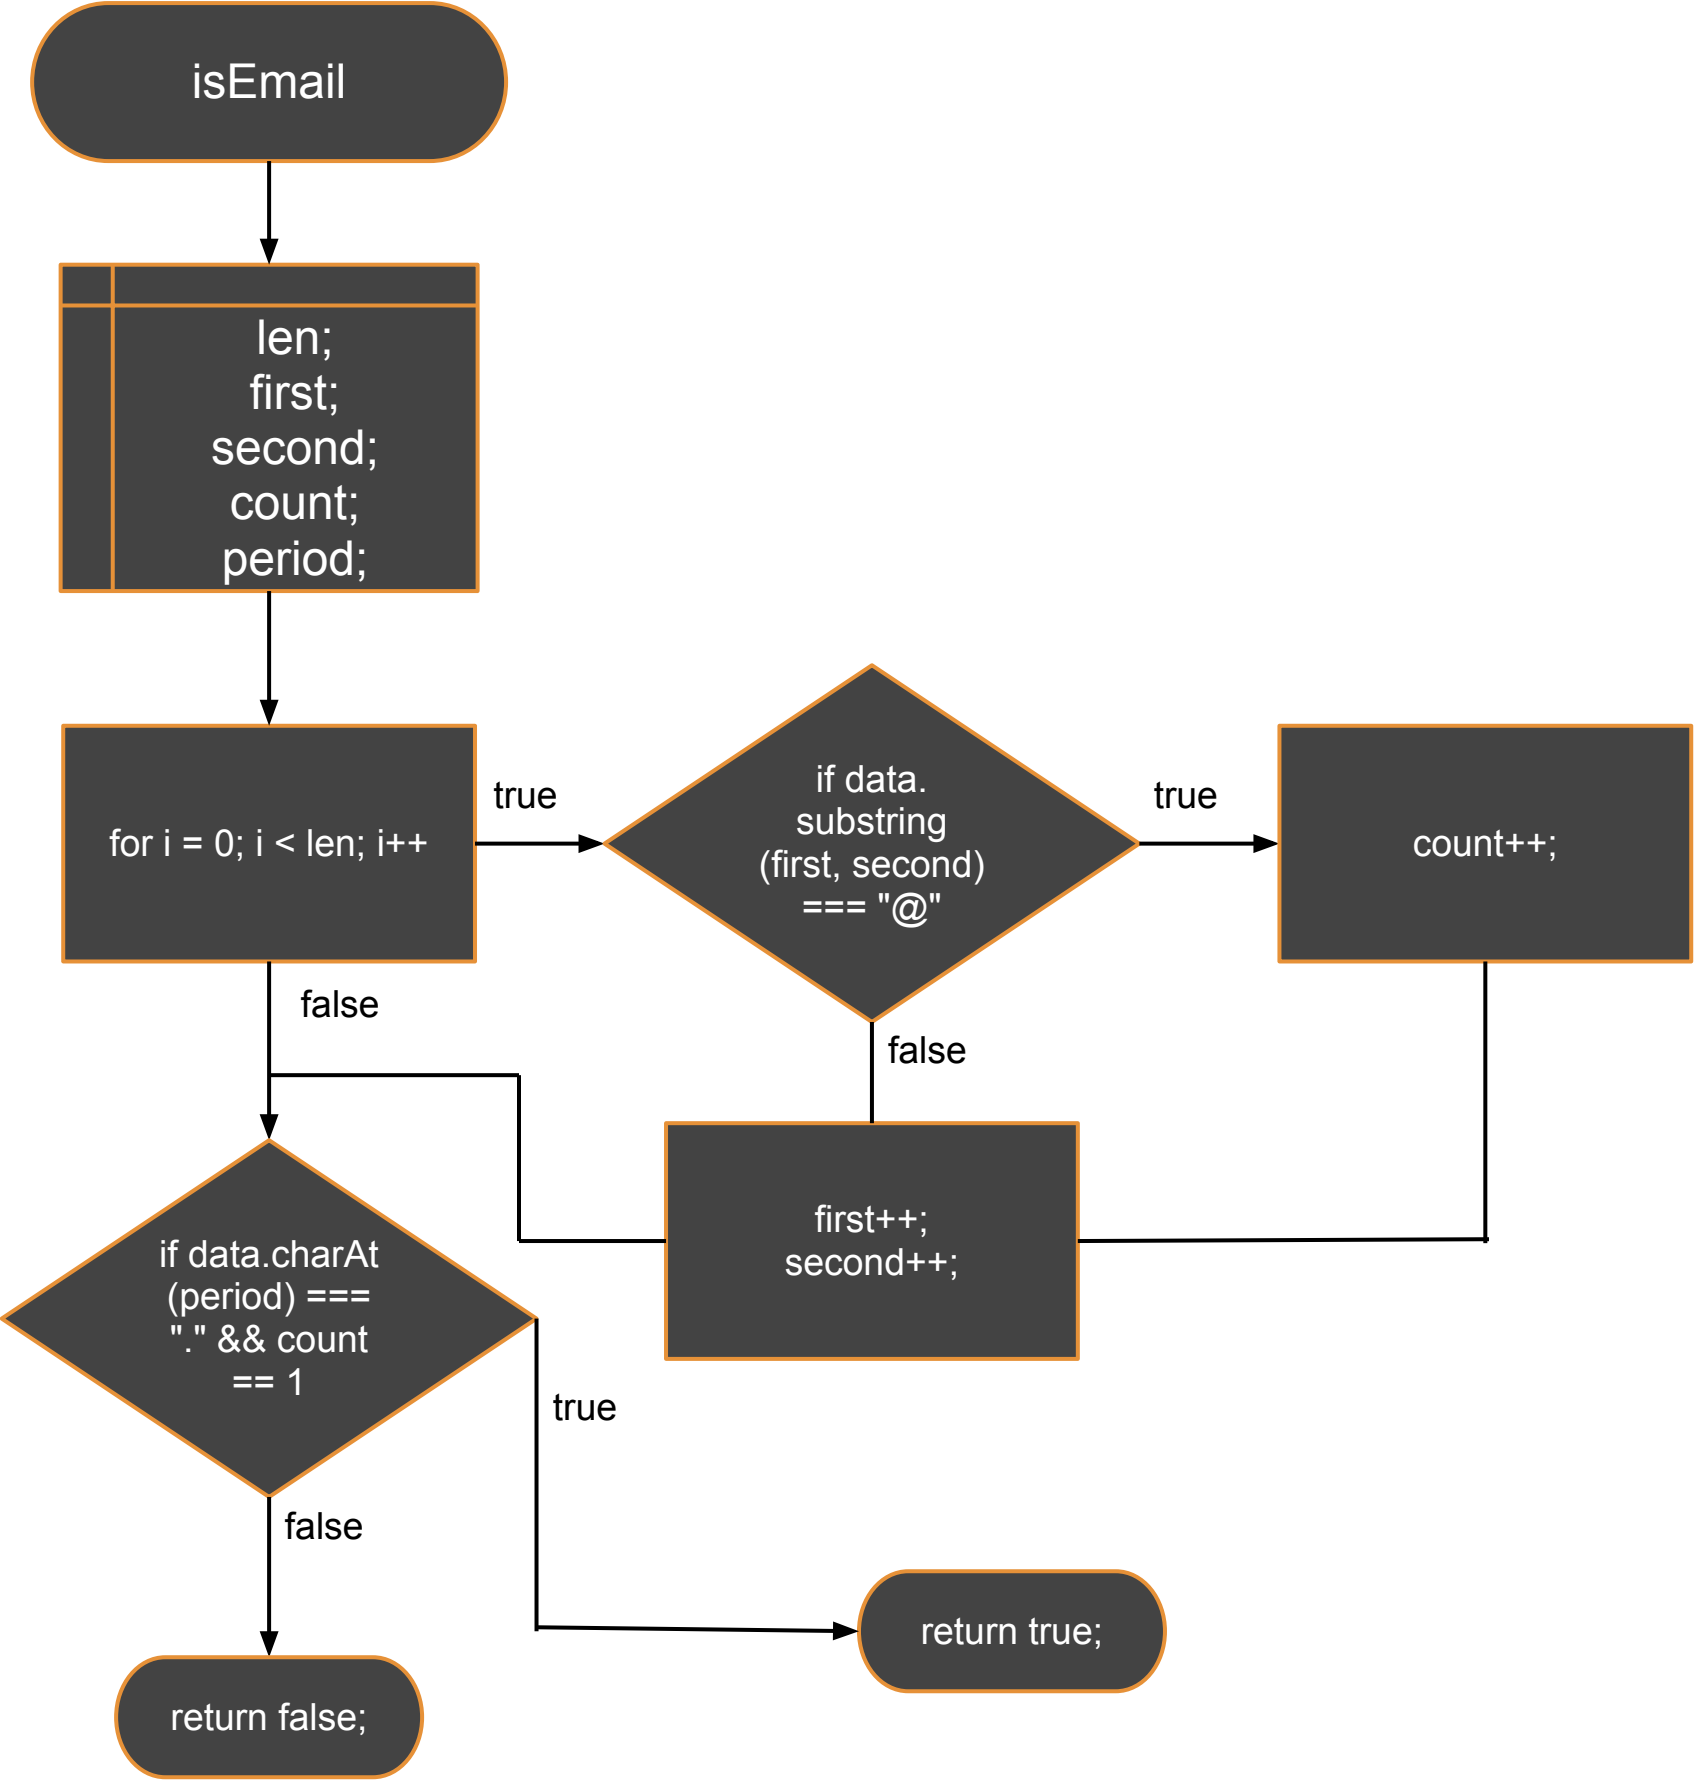 isEmail
len;
first;
second;
count;
period;
for i = 0; i < len; i++
true
if data.
substring
(first, second)
=== "@"
true
count++;
false
false
first++;
second++;
if data.charAt
(period) ===
"." && count
== 1
true
false
return true;
return false;